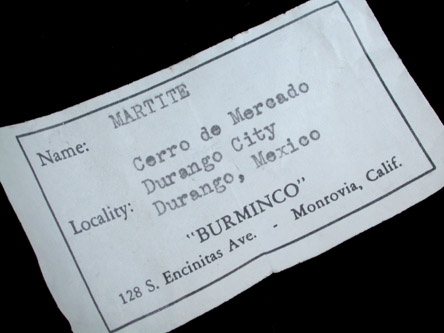 Name: MARTITE
Cerro de Mercado
Durango City
Locality: Durango, Mexico
"BURMINCO"
128 S. Encinitas Ave. - Monrovia, Calif.